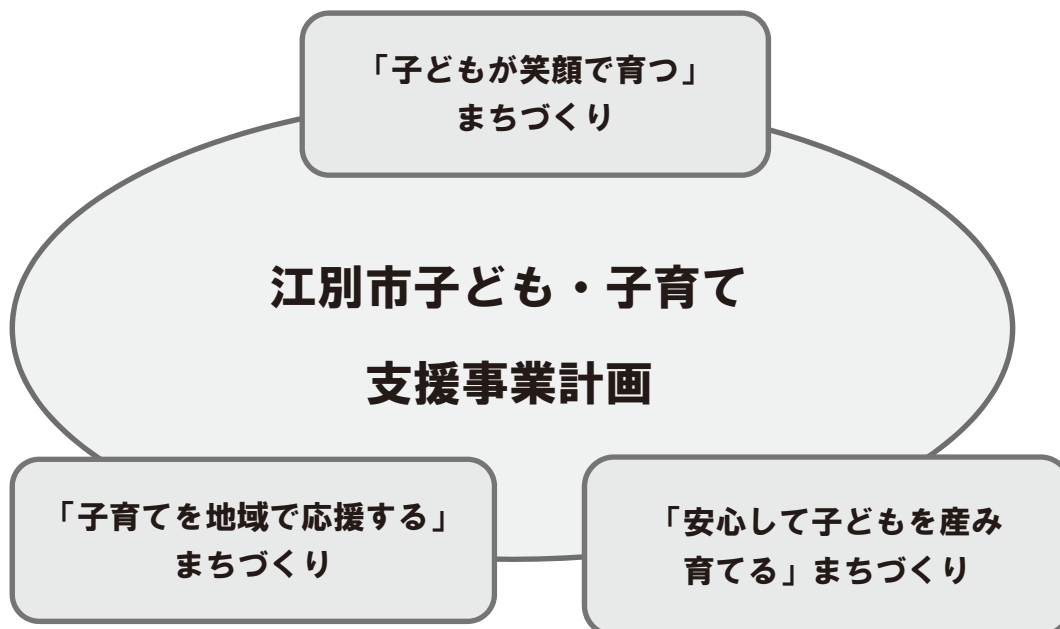 「子どもが笑顔で育つ」
まちづくり
江別市子ども・子育て
支援事業計画
「子育てを地域で応援する」
まちづくり
「安心して子どもを産み
育てる」まちづくり